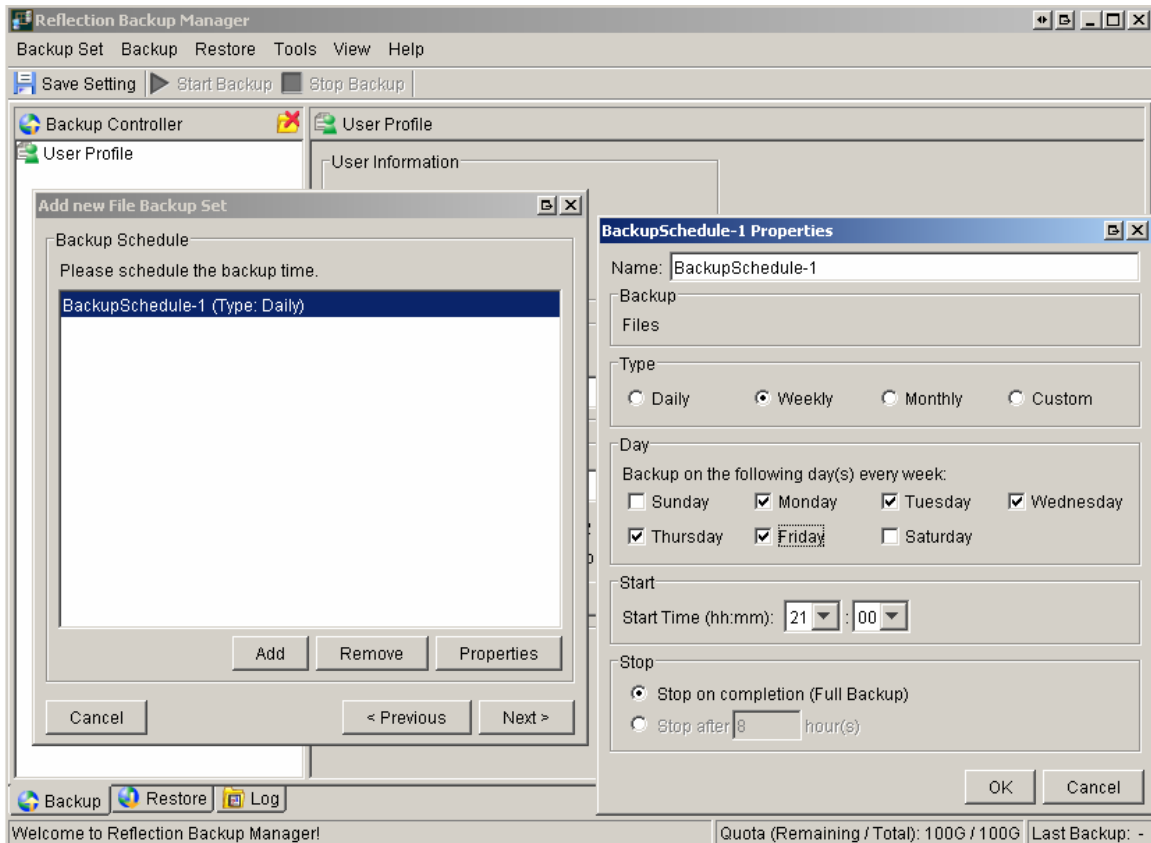 Reflection Backup Manager
Backup Set Backup Restore Tools View Help
Save Setting Start Backup Stop Backup
Backup Controller
User Profile
User Profile
User Information
Add new File Backup Set
Backup Schedule
Please schedule the backup time.
BackupSchedule-1 (Type: Daily)
Add Remove Properties
Cancel < Previous Next >
BackupSchedule-1 Properties
Name: BackupSchedule-1
Backup
Files
Type
Daily Weekly Monthly Custom
Day
Backup on the following day(s) every week:
Sunday Monday Tuesday Wednesday
Thursday Friday Saturday
Start
Start Time (hh:mm): 21 : 00
Stop
Stop on completion (Full Backup)
Stop after 8 hour(s)
OK Cancel
Backup Restore Log
Welcome to Reflection Backup Manager! Quota (Remaining / Total): 100G / 100G Last Backup: -